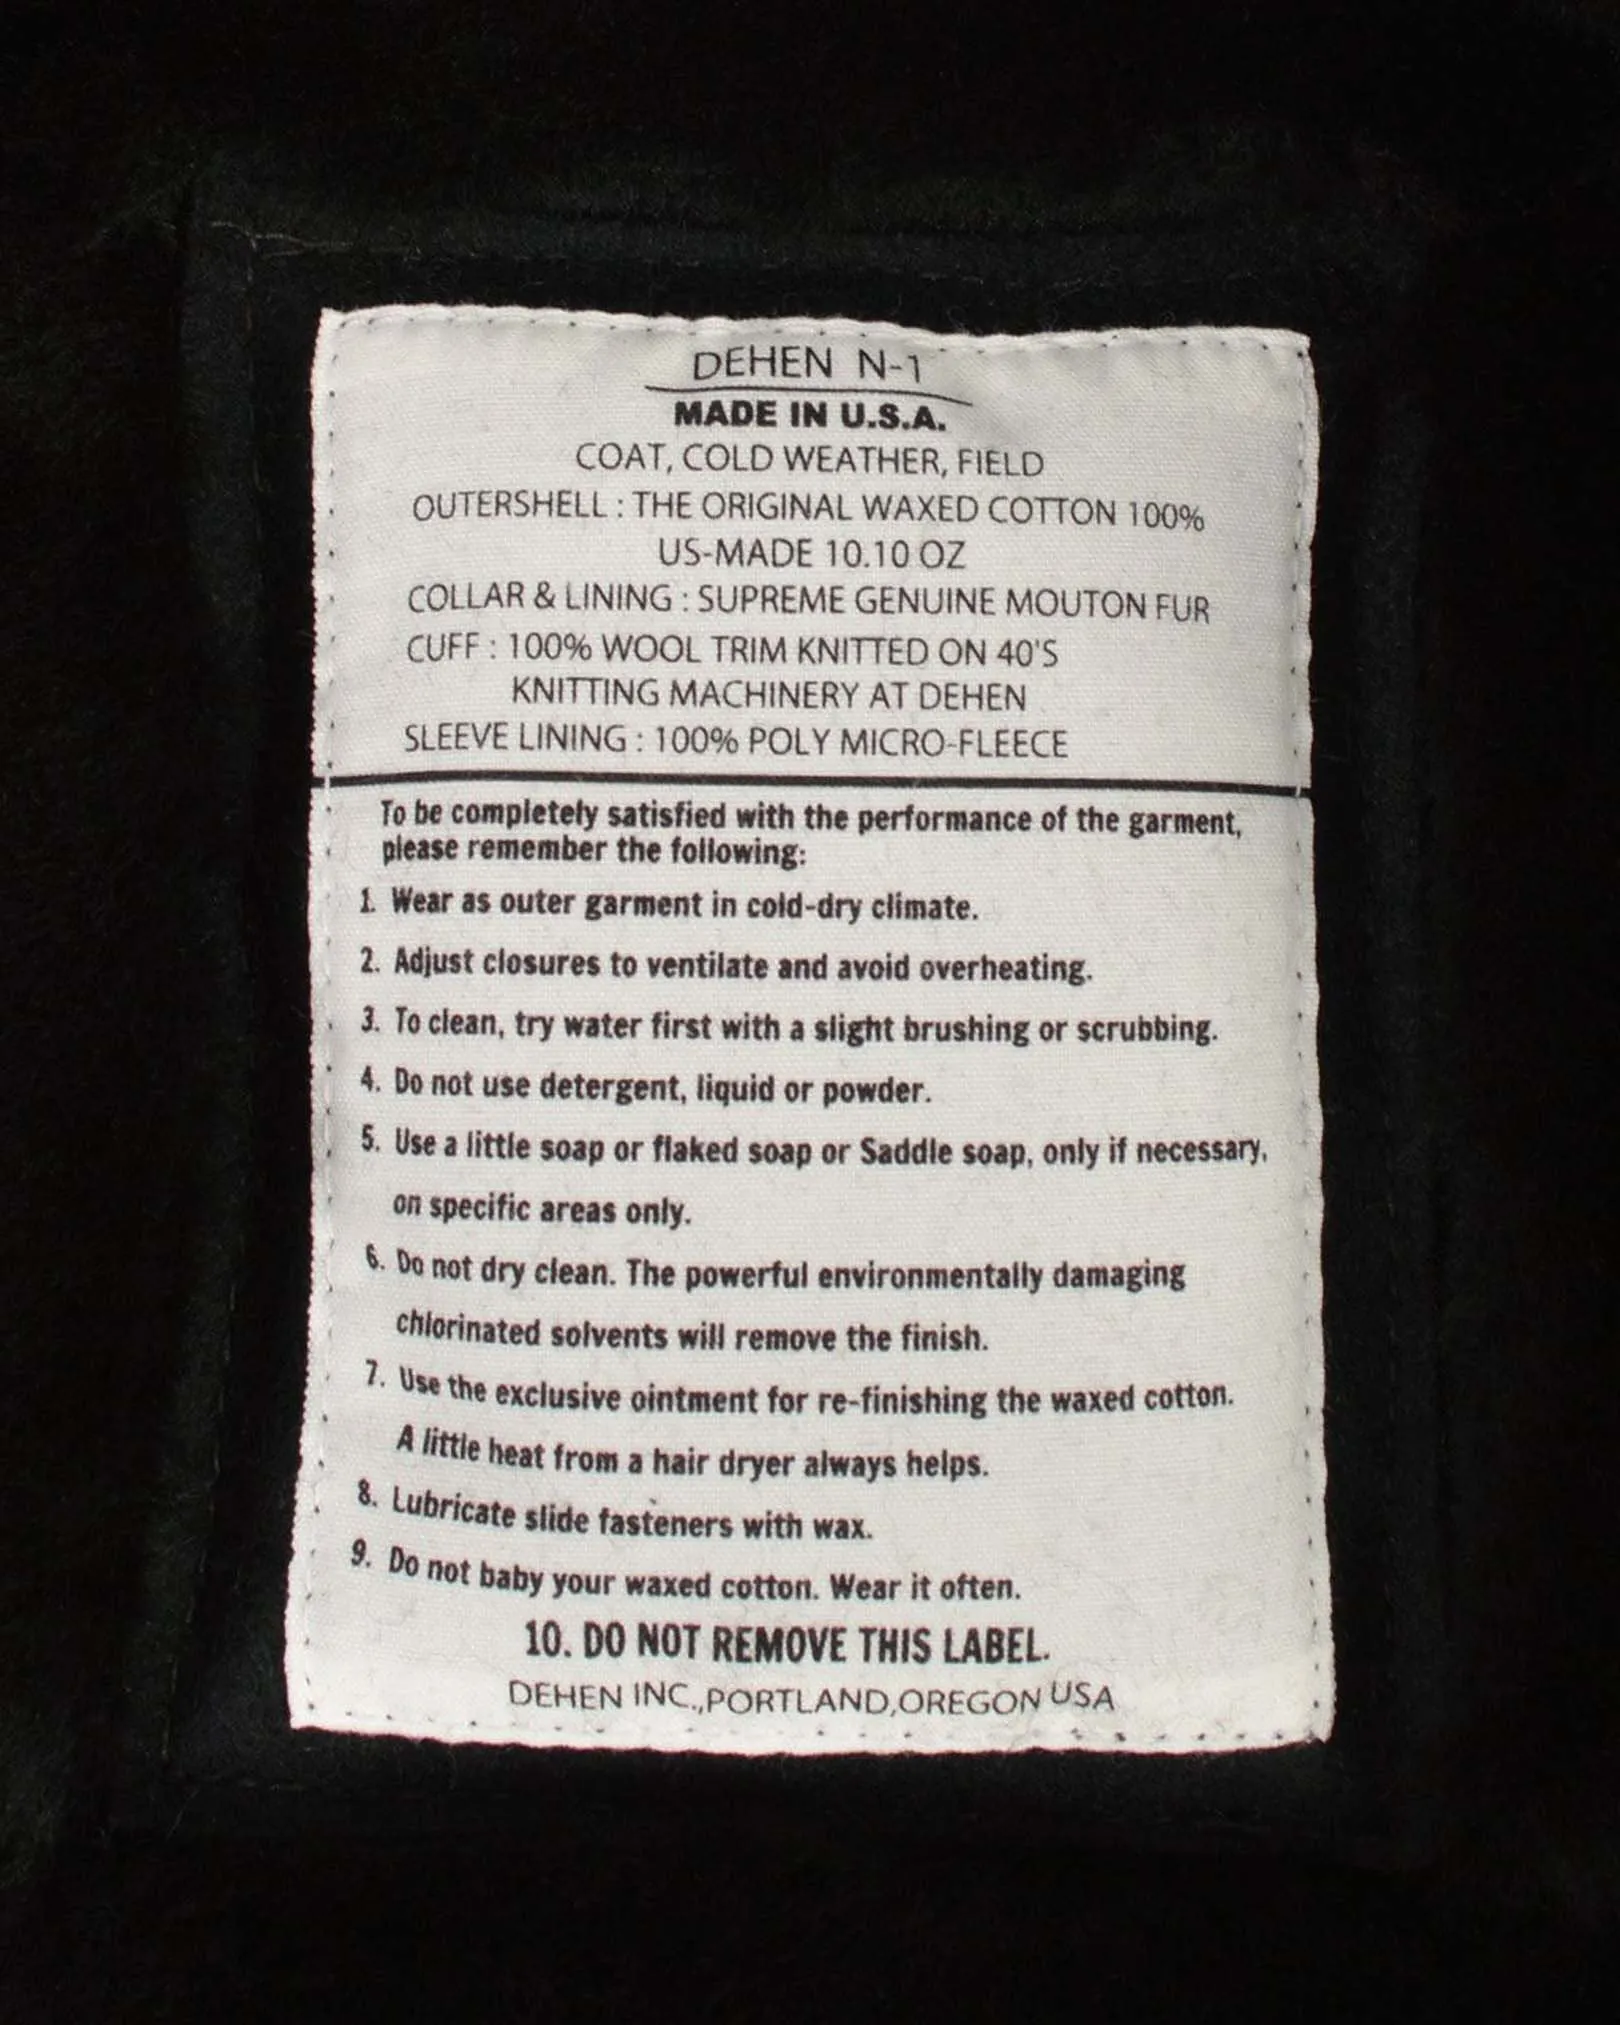 DEHEN N-1
MADE IN U.S.A.
COAT, COLD WEATHER, FIELD
OUTERSHELL : THE ORIGINAL WAXED COTTON 100%
US-MADE 10.10 OZ
COLLAR & LINING : SUPREME GENUINE MOUTON FUR
CUFF : 100% WOOL TRIM KNITTED ON 40'S
KNITTING MACHINERY AT DEHEN
SLEEVE LINING : 100% POLY MICRO-FLEECE
To be completely satisfied with the performance of the garment,
please remember the following:
1. Wear as outer garment in cold-dry climate.
2. Adjust closures to ventilate and avoid overheating.
3. To clean, try water first with a slight brushing or scrubbing.
4. Do not use detergent, liquid or powder.
5. Use a little soap or flaked soap or Saddle soap, only if necessary,
on specific areas only.
6. Do not dry clean. The powerful environmentally damaging
chlorinated solvents will remove the finish.
7. Use the exclusive ointment for re-finishing the waxed cotton.
A little heat from a hair dryer always helps.
8. Lubricate slide fasteners with wax.
9. Do not baby your waxed cotton. Wear it often.
10. DO NOT REMOVE THIS LABEL.
DEHEN INC.,PORTLAND,OREGON USA